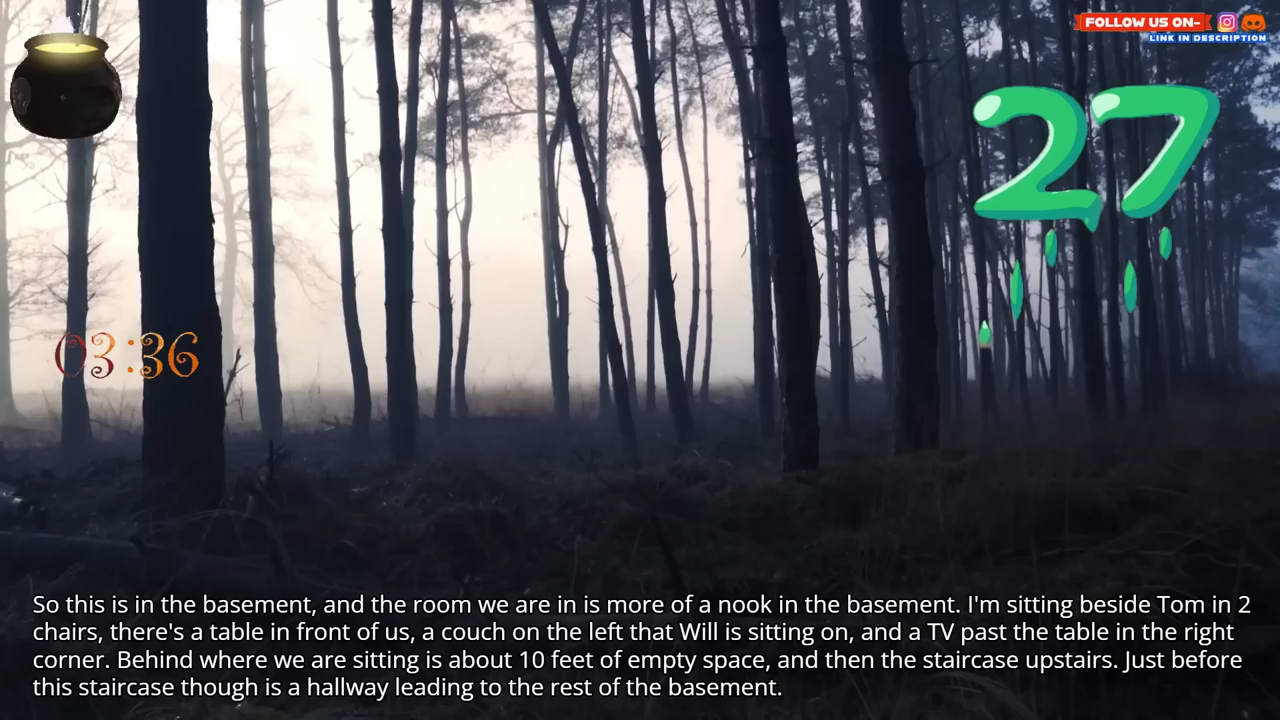 FOLLOW US ON-
LINK IN DESCRIPTION
27
03:36
So this is in the basement, and the room we are in is more of a nook in the basement. I'm sitting beside Tom in 2
chairs, there's a table in front of us, a couch on the left that Will is sitting on, and a TV past the table in the right
corner. Behind where we are sitting is about 10 feet of empty space, and then the staircase upstairs. Just before
this staircase though is a hallway leading to the rest of the basement.